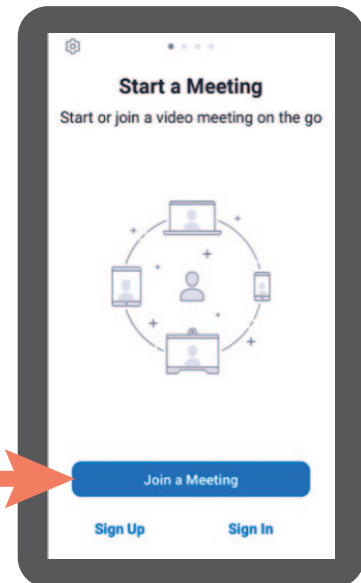 Start a Meeting
Start or join a video meeting on the go
Join a Meeting
Sign Up
Sign In